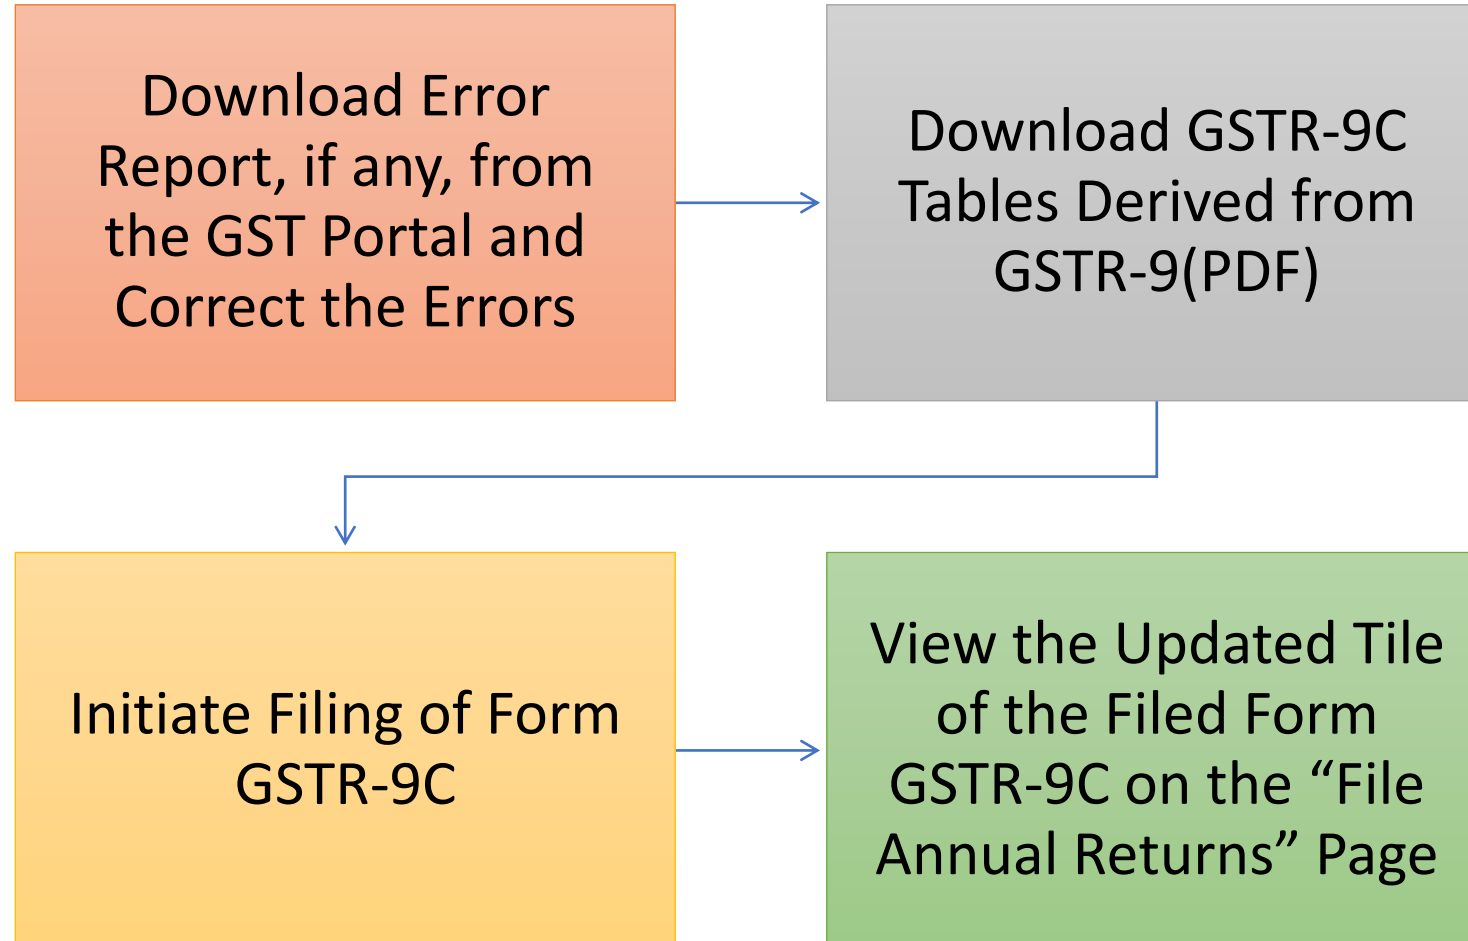 Download Error
Report, if any, from
the GST Portal and
Correct the Errors
Download GSTR-9C
Tables Derived from
GSTR-9(PDF)
Initiate Filing of Form
GSTR-9C
View the Updated Tile
of the Filed Form
GSTR-9C on the “File
Annual Returns” Page